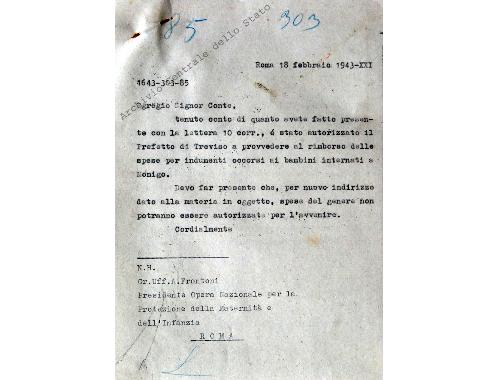 85 303
Archivio Centrale dello Stato
Roma 18 febbraio 1943-XXI
4643-303-85
Egregio Signor Conte,
tenuto conto di quanto avete fatto presen-
te con la lettera 10 corr., é stato autorizzato il
Prefetto di Treviso a provvedere al rimborso delle
spese per indumenti occorsi ai bambini internati a
Monigo.
Devo far presente che, per nuovo indirizzo
dato alla materia in oggetto, spese del genere non
potranno essere autorizzate per l'avvenire.
Cordialmente
N.H.
Gr.Uff.A.Frontoni
Presidente Opera Nazionale per la
Protezione della Maternità e
dell'Infanzia
ROMA